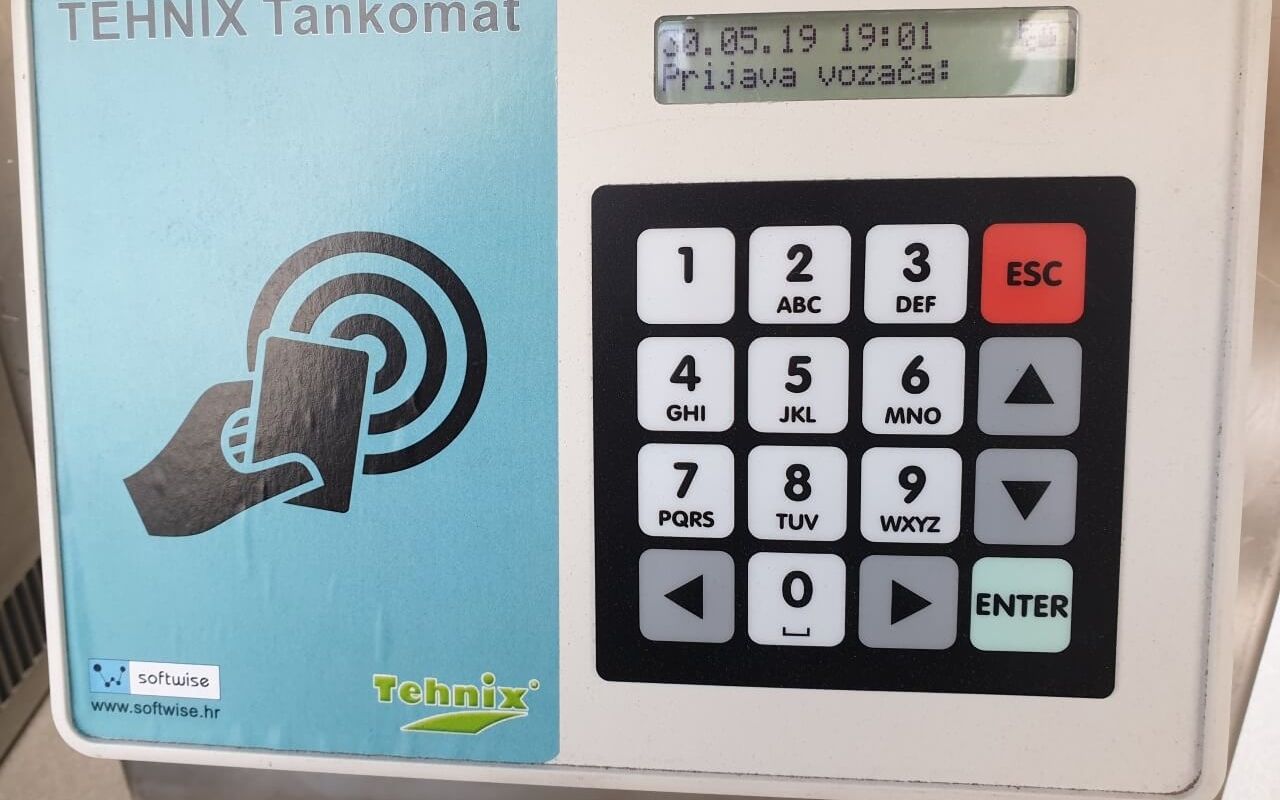 TEHNIX Tankomat
30.05.19 19:01
Prijava vozača:
1
2
ABC
3
DEF
ESC
4
GHI
5
JKL
6
MNO
7
PQRS
8
TUV
9
WXYZ
0
ENTER
softwise
www.softwise.hr
Tehnix